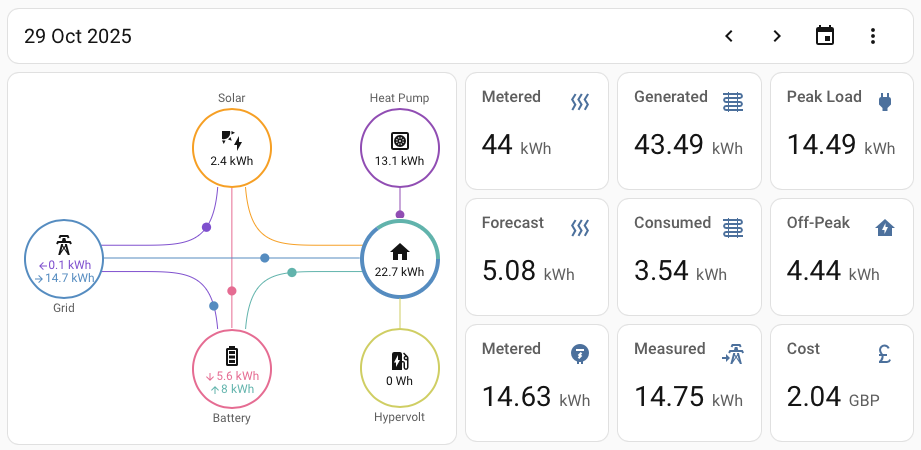 29 Oct 2025
Solar
2.4 kWh
Heat Pump
13.1 kWh
←0.1 kWh
→14.7 kWh
Grid
22.7 kWh
↓5.6 kWh
↑8 kWh
Battery
0 Wh
Hypervolt
Metered
44 kWh
Generated
43.49 kWh
Peak Load
14.49 kWh
Forecast
5.08 kWh
Consumed
3.54 kWh
Off-Peak
4.44 kWh
Metered
14.63 kWh
Measured
14.75 kWh
Cost
£
2.04 GBP